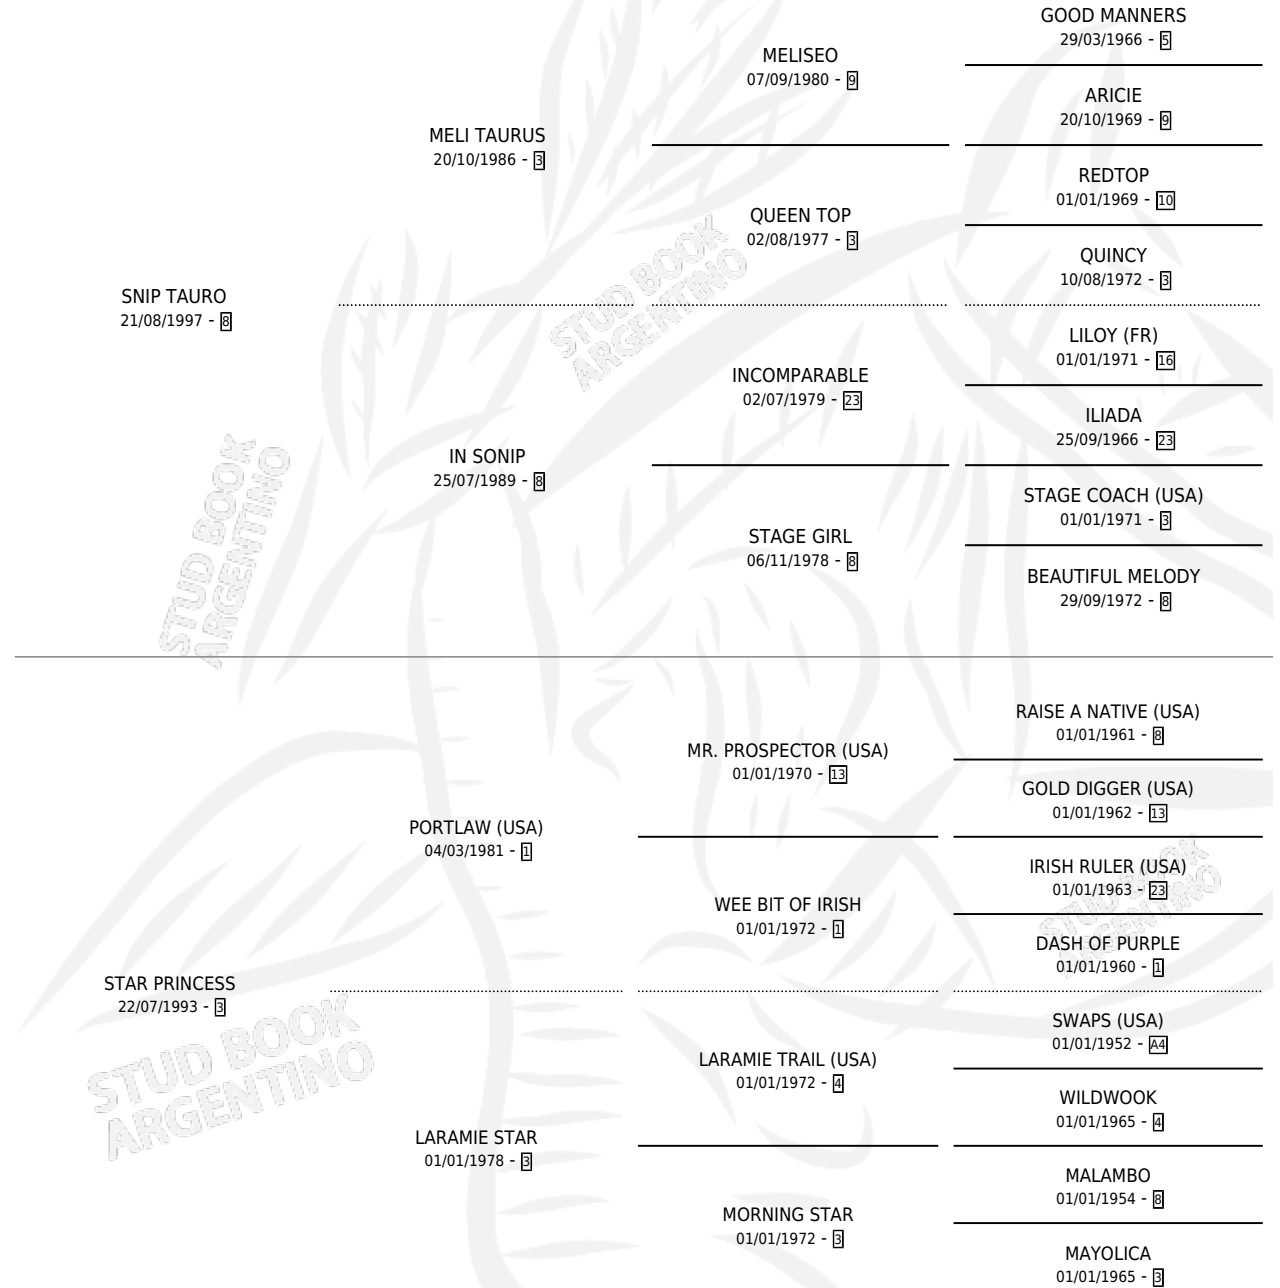 GOOD MANNERS
29/03/1966 - 5
MELISEO
07/09/1980 - 9
ARICIE
20/10/1969 - 9
MELI TAURUS
20/10/1986 - 3
REDTOP
01/01/1969 - 10
QUEEN TOP
02/08/1977 - 3
QUINCY
10/08/1972 - 3
SNIP TAURO
21/08/1997 - 8
STUD BOOK
ARGENTINO
LILOY (FR)
01/01/1971 - 16
INCOMPARABLE
02/07/1979 - 23
ILIADA
25/09/1966 - 23
IN SONIP
25/07/1989 - 8
STUD BOOK
ARGENTINO
STAGE COACH (USA)
01/01/1971 - 3
STAGE GIRL
06/11/1978 - 8
BEAUTIFUL MELODY
29/09/1972 - 8
RAISE A NATIVE (USA)
01/01/1961 - 8
MR. PROSPECTOR (USA)
01/01/1970 - 13
GOLD DIGGER (USA)
01/01/1962 - 13
PORTLAW (USA)
04/03/1981 - 1
IRISH RULER (USA)
01/01/1963 - 23
WEE BIT OF IRISH
01/01/1972 - 1
STUD BOOK
ARGENTINO
DASH OF PURPLE
01/01/1960 - 1
STAR PRINCESS
22/07/1993 - 3
SWAPS (USA)
01/01/1952 - A4
STUD BOOK
ARGENTINO
LARAMIE TRAIL (USA)
01/01/1972 - 4
WILDWOOK
01/01/1965 - 4
LARAMIE STAR
01/01/1978 - 3
MALAMBO
01/01/1954 - 8
MORNING STAR
01/01/1972 - 3
MAYOLICA
01/01/1965 - 3